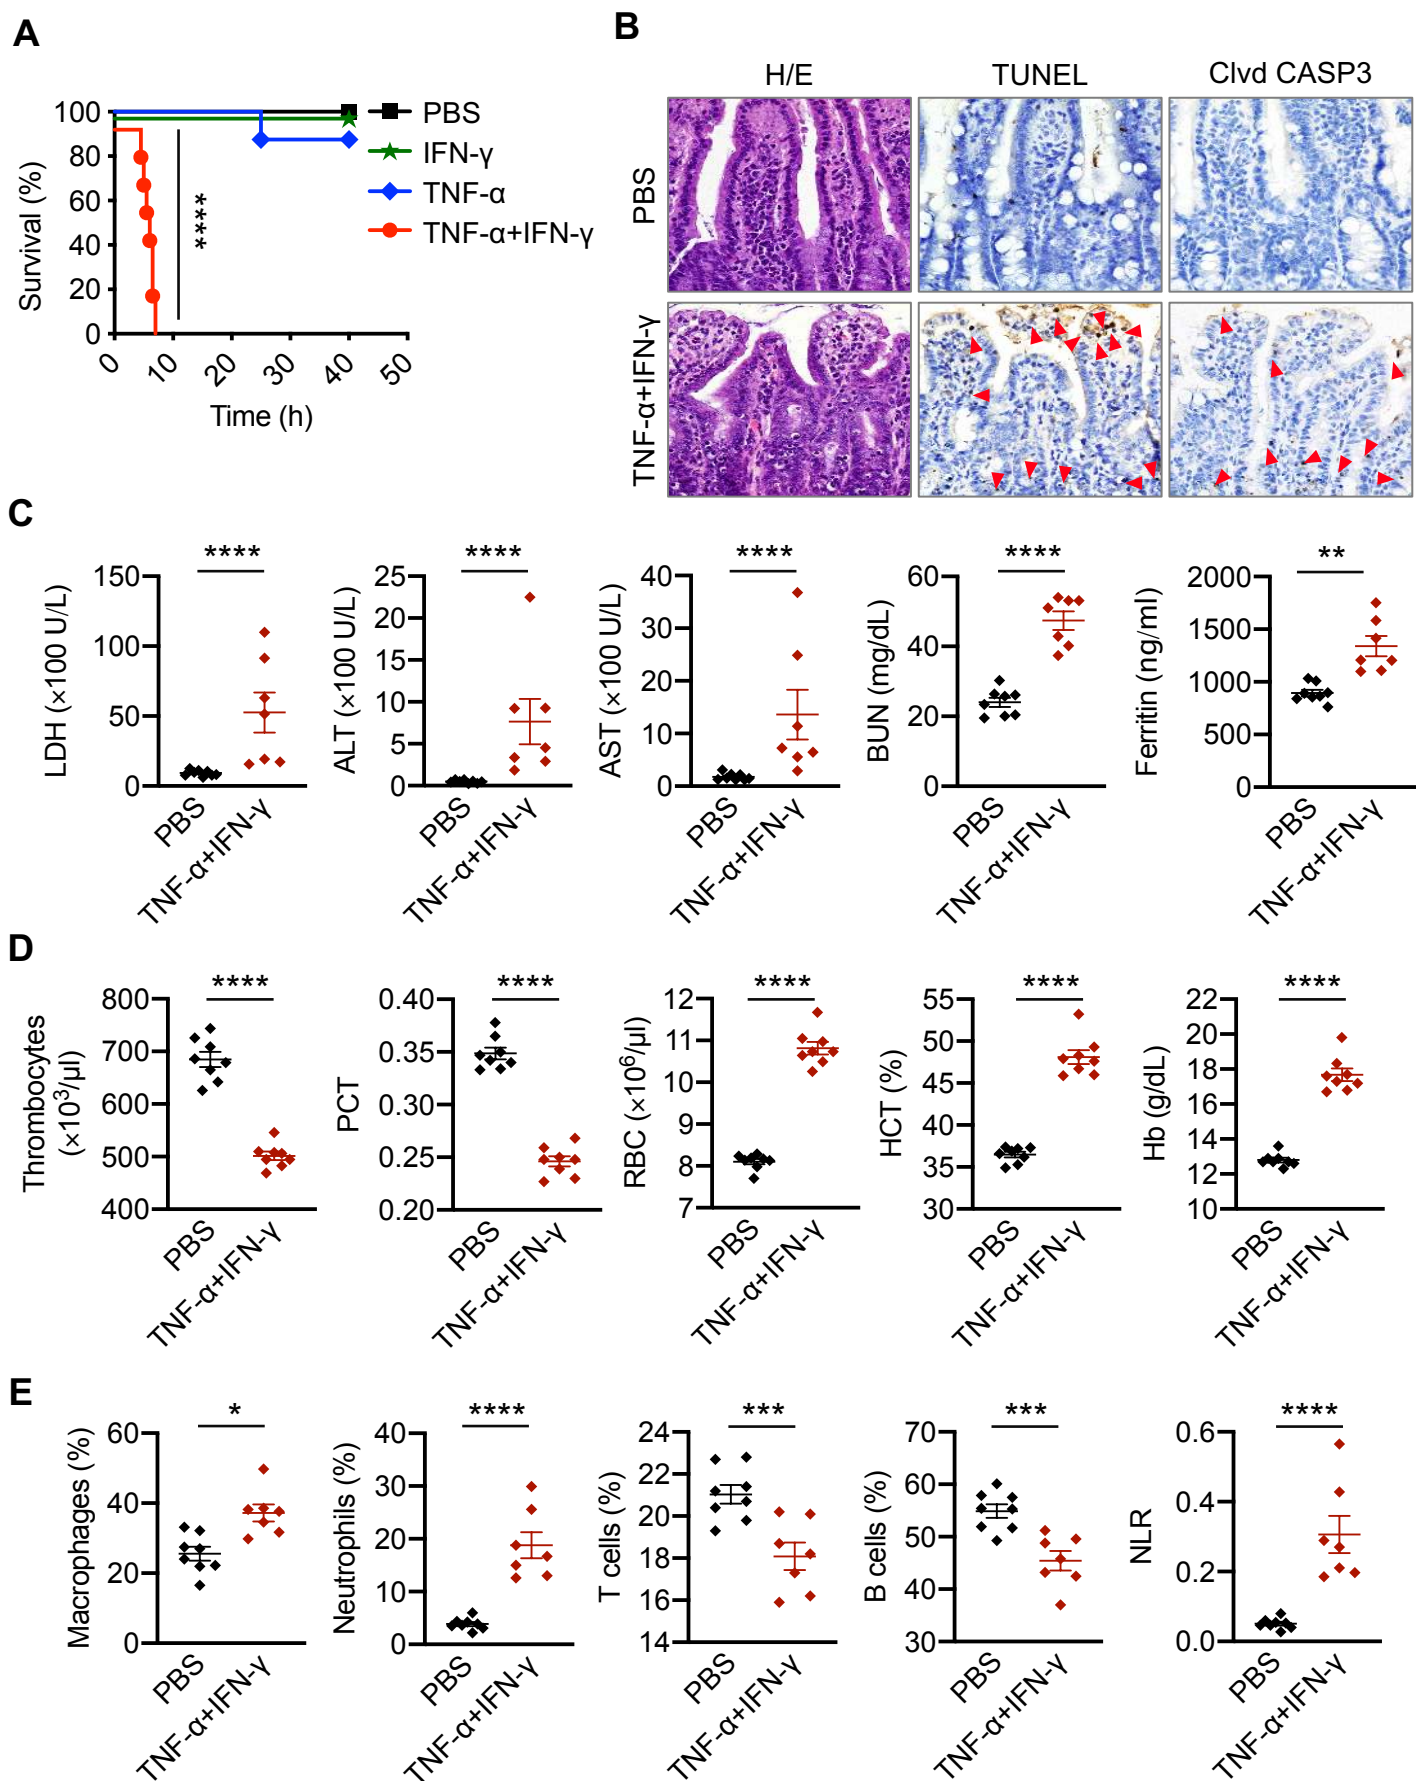 A
Survival (%)
100
80
60
40
20
0
0 10 20 30 40 50
Time (h)
****
PBS
IFN-γ
TNF-α
TNF-α+IFN-γ
B
H/E TUNEL Clvd CASP3
PBS
TNF-α+IFN-γ
C
LDH (×100 U/L)
150
100
50
0
****
PBS
TNF-α+IFN-γ
ALT (×100 U/L)
25
20
15
10
5
0
****
PBS
TNF-α+IFN-γ
AST (×100 U/L)
40
30
20
10
0
****
PBS
TNF-α+IFN-γ
BUN (mg/dL)
60
40
20
0
****
PBS
TNF-α+IFN-γ
Ferritin (ng/ml)
2000
1500
1000
500
0
**
PBS
TNF-α+IFN-γ
D
Thrombocytes
(×10³/µl)
800
700
600
500
400
****
PBS
TNF-α+IFN-γ
PCT
0.40
0.35
0.30
0.25
0.20
****
PBS
TNF-α+IFN-γ
RBC (×10⁶/µl)
12
11
10
9
8
7
****
PBS
TNF-α+IFN-γ
HCT (%)
55
50
45
40
35
30
****
PBS
TNF-α+IFN-γ
Hb (g/dL)
22
20
18
16
14
12
10
****
PBS
TNF-α+IFN-γ
E
Macrophages (%)
60
40
20
0
*
PBS
TNF-α+IFN-γ
Neutrophils (%)
40
30
20
10
0
****
PBS
TNF-α+IFN-γ
T cells (%)
24
22
20
18
16
14
***
PBS
TNF-α+IFN-γ
B cells (%)
70
60
50
40
30
***
PBS
TNF-α+IFN-γ
NLR
0.6
0.4
0.2
0.0
****
PBS
TNF-α+IFN-γ